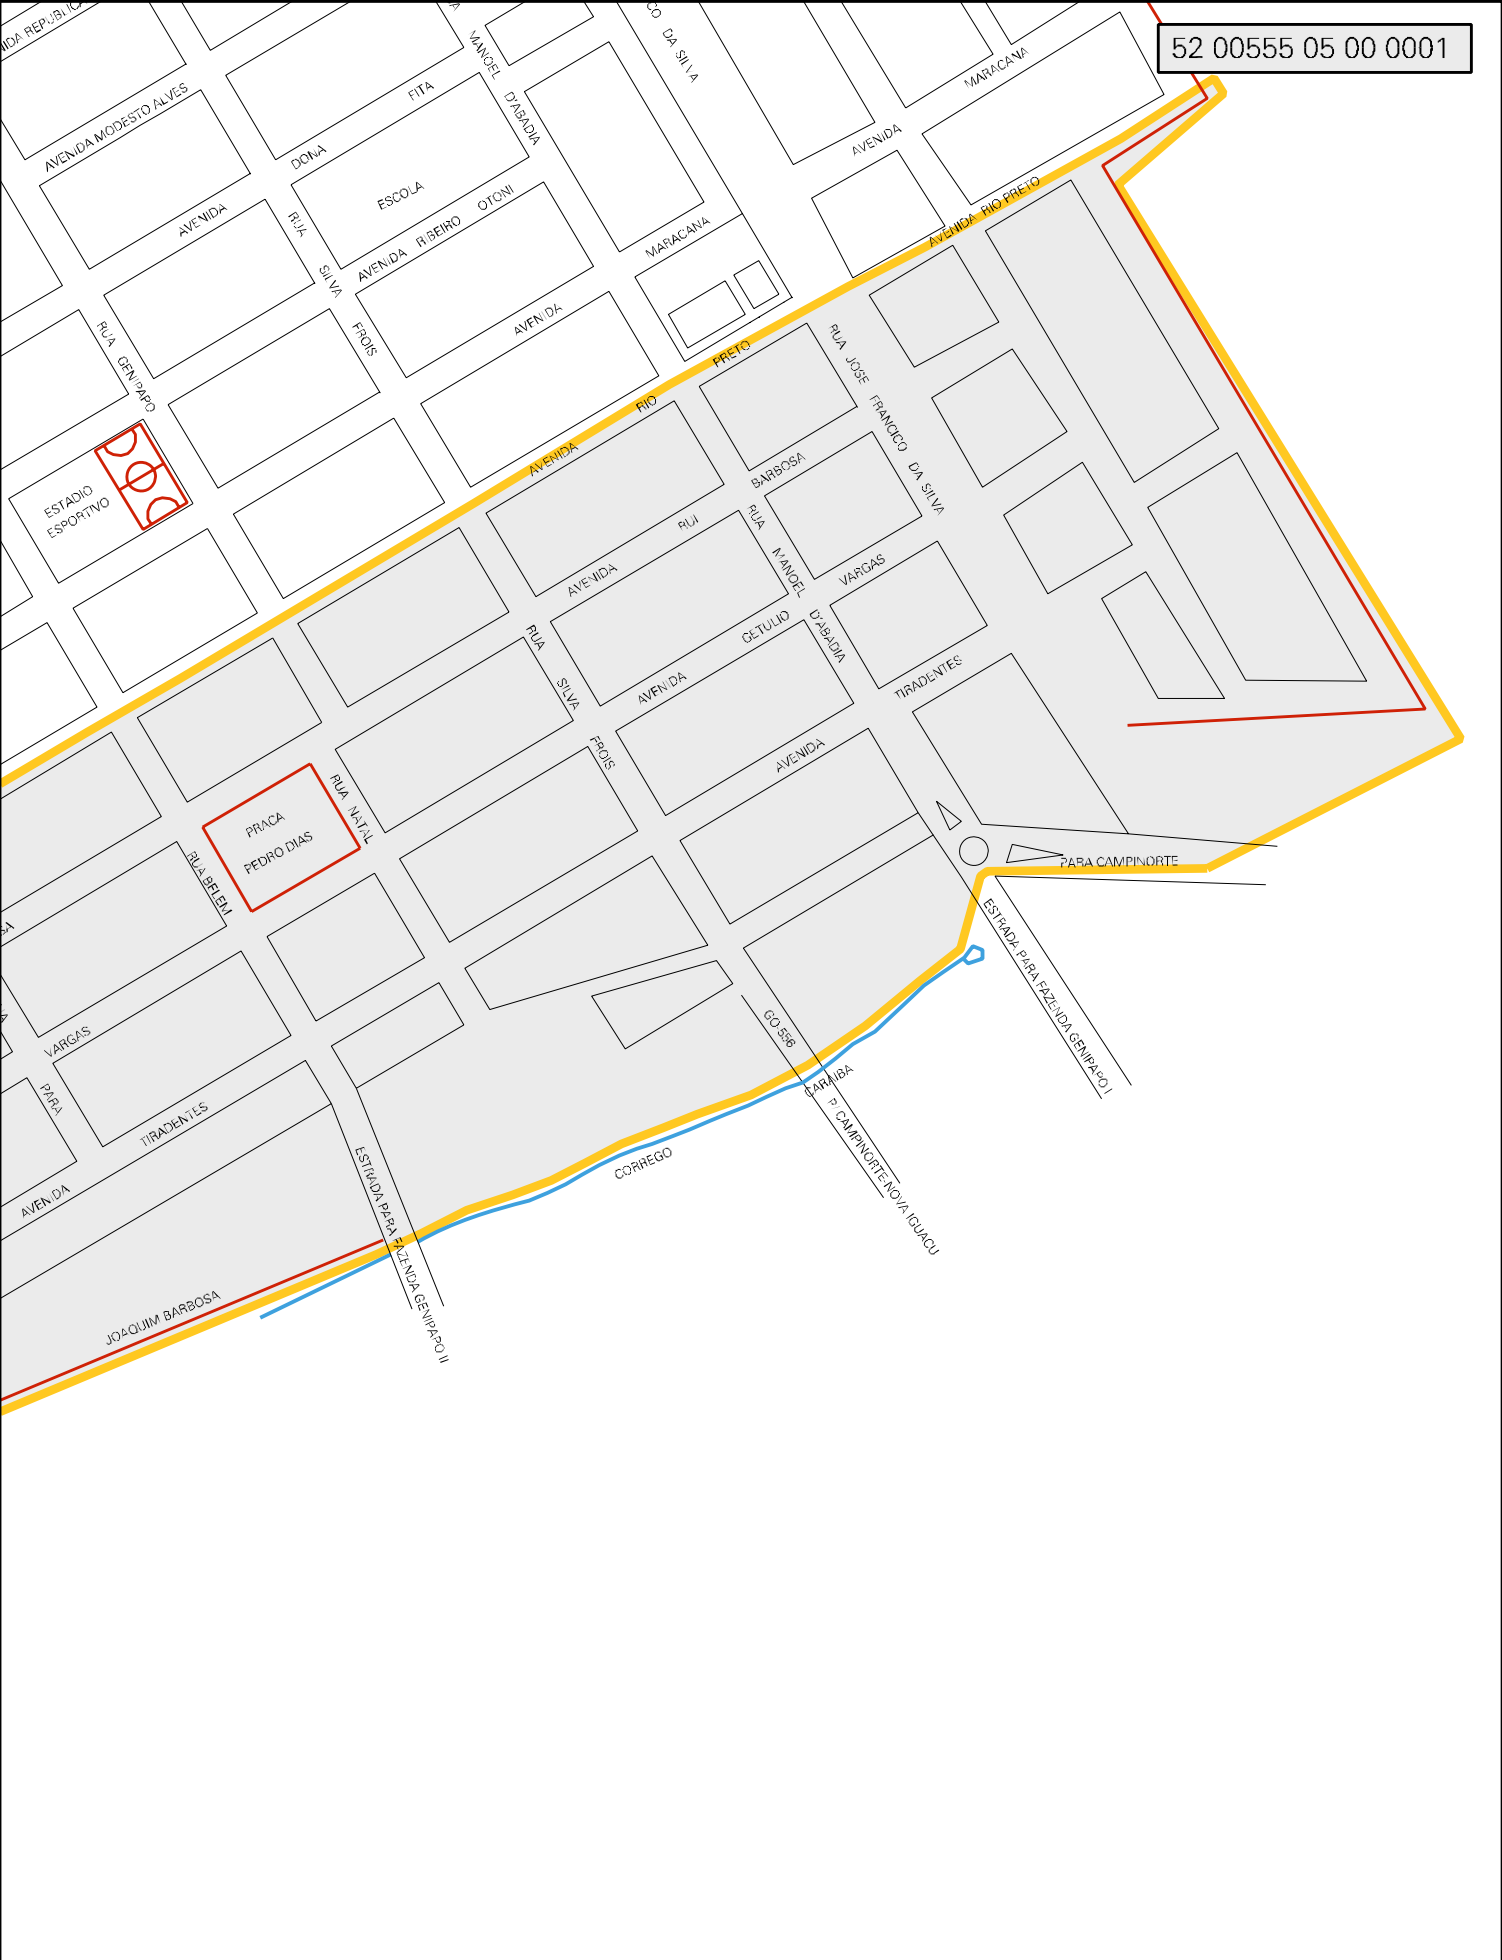 52 00555 05 00 0001
AVENIDA MODESTO ALVES
AVENIDA
DONA
FITA
MANOEL
D'ABADIA
DA SILVA
MARACANA
AVENIDA
ESCOLA
AVENIDA RIBEIRO OTONI
RUA SILVA FROIS
MARACANA
AVENIDA
AVENIDA RIO PRETO
RUA GENIPAPO
ESTADIO
ESPORTIVO
AVENIDA RIO PRETO
RUA JOSE FRANCICO DA SILVA
AVENIDA RUI BARBOSA
RUA MANOEL D'ABADIA
AVENIDA GETULIO VARGAS
RUA SILVA FROIS
AVENIDA TIRADENTES
RUA NATAL
PRACA
PEDRO DIAS
RUA BELEM
PARA CAMPINORTE
ESTRADA PARA FAZENDA GENIPAPO I
GO-556
P/ CAMPINORTE-NOVA IGUACU
CORREGO CARAIBA
VARGAS
PARA
AVENIDA TIRADENTES
ESTRADA PARA FAZENDA GENIPAPO II
JOAQUIM BARBOSA